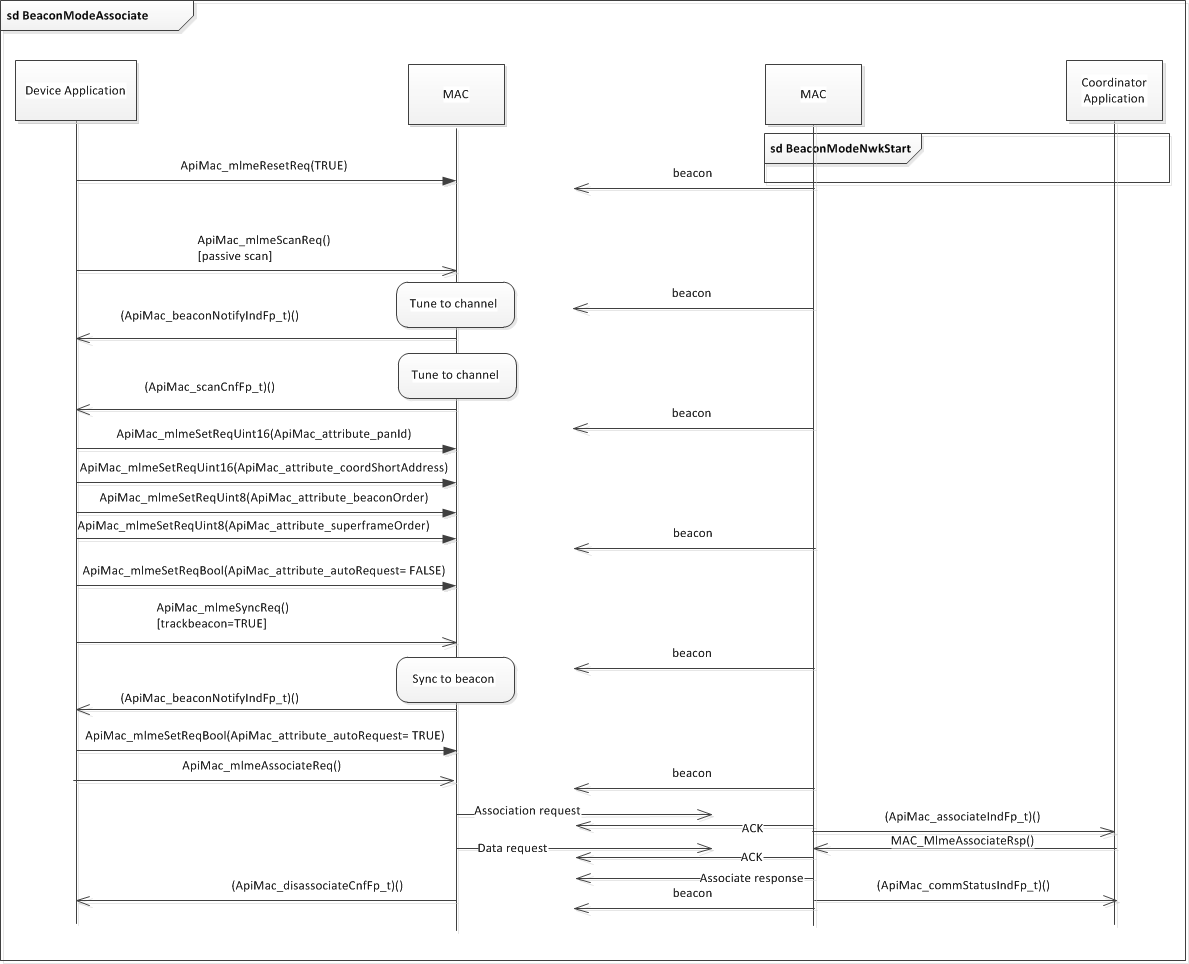 sd BeaconModeAssociate
Device Application
MAC
MAC
Coordinator
Application
sd BeaconModeNwkStart
ApiMac_mlmeResetReq(TRUE)
beacon
ApiMac_mlmeScanReq()
[passive scan]
Tune to channel
beacon
(ApiMac_beaconNotifyIndFp_t)()
Tune to channel
(ApiMac_scanCnfFp_t)()
beacon
ApiMac_mlmeSetReqUint16(ApiMac_attribute_panId)
ApiMac_mlmeSetReqUint16(ApiMac_attribute_coordShortAddress)
ApiMac_mlmeSetReqUint8(ApiMac_attribute_beaconOrder)
ApiMac_mlmeSetReqUint8(ApiMac_attribute_superframeOrder)
beacon
ApiMac_mlmeSetReqBool(ApiMac_attribute_autoRequest= FALSE)
ApiMac_mlmeSyncReq()
[trackbeacon=TRUE]
beacon
Sync to beacon
(ApiMac_beaconNotifyIndFp_t)()
ApiMac_mlmeSetReqBool(ApiMac_attribute_autoRequest= TRUE)
ApiMac_mlmeAssociateReq()
beacon
Association request
(ApiMac_associateIndFp_t)()
ACK
MAC_MlmeAssociateRsp()
Data request
ACK
Associate response
(ApiMac_disassociateCnfFp_t)()
beacon
(ApiMac_commStatusIndFp_t)()